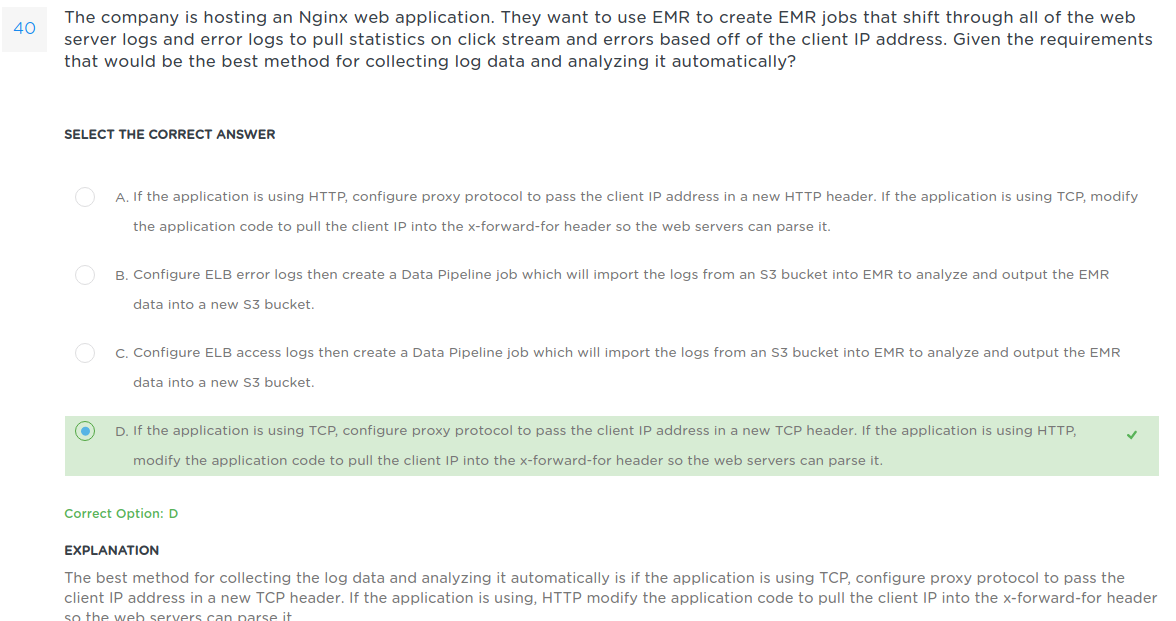 40
The company is hosting an Nginx web application. They want to use EMR to create EMR jobs that shift through all of the web
server logs and error logs to pull statistics on click stream and errors based off of the client IP address. Given the requirements
that would be the best method for collecting log data and analyzing it automatically?
SELECT THE CORRECT ANSWER
A. If the application is using HTTP, configure proxy protocol to pass the client IP address in a new HTTP header. If the application is using TCP, modify
the application code to pull the client IP into the x-forward-for header so the web servers can parse it.
B. Configure ELB error logs then create a Data Pipeline job which will import the logs from an S3 bucket into EMR to analyze and output the EMR
data into a new S3 bucket.
C. Configure ELB access logs then create a Data Pipeline job which will import the logs from an S3 bucket into EMR to analyze and output the EMR
data into a new S3 bucket.
D. If the application is using TCP, configure proxy protocol to pass the client IP address in a new TCP header. If the application is using HTTP,
modify the application code to pull the client IP into the x-forward-for header so the web servers can parse it.
Correct Option: D
EXPLANATION
The best method for collecting the log data and analyzing it automatically is if the application is using TCP, configure proxy protocol to pass the
client IP address in a new TCP header. If the application is using, HTTP modify the application code to pull the client IP into the x-forward-for header
so the web servers can parse it